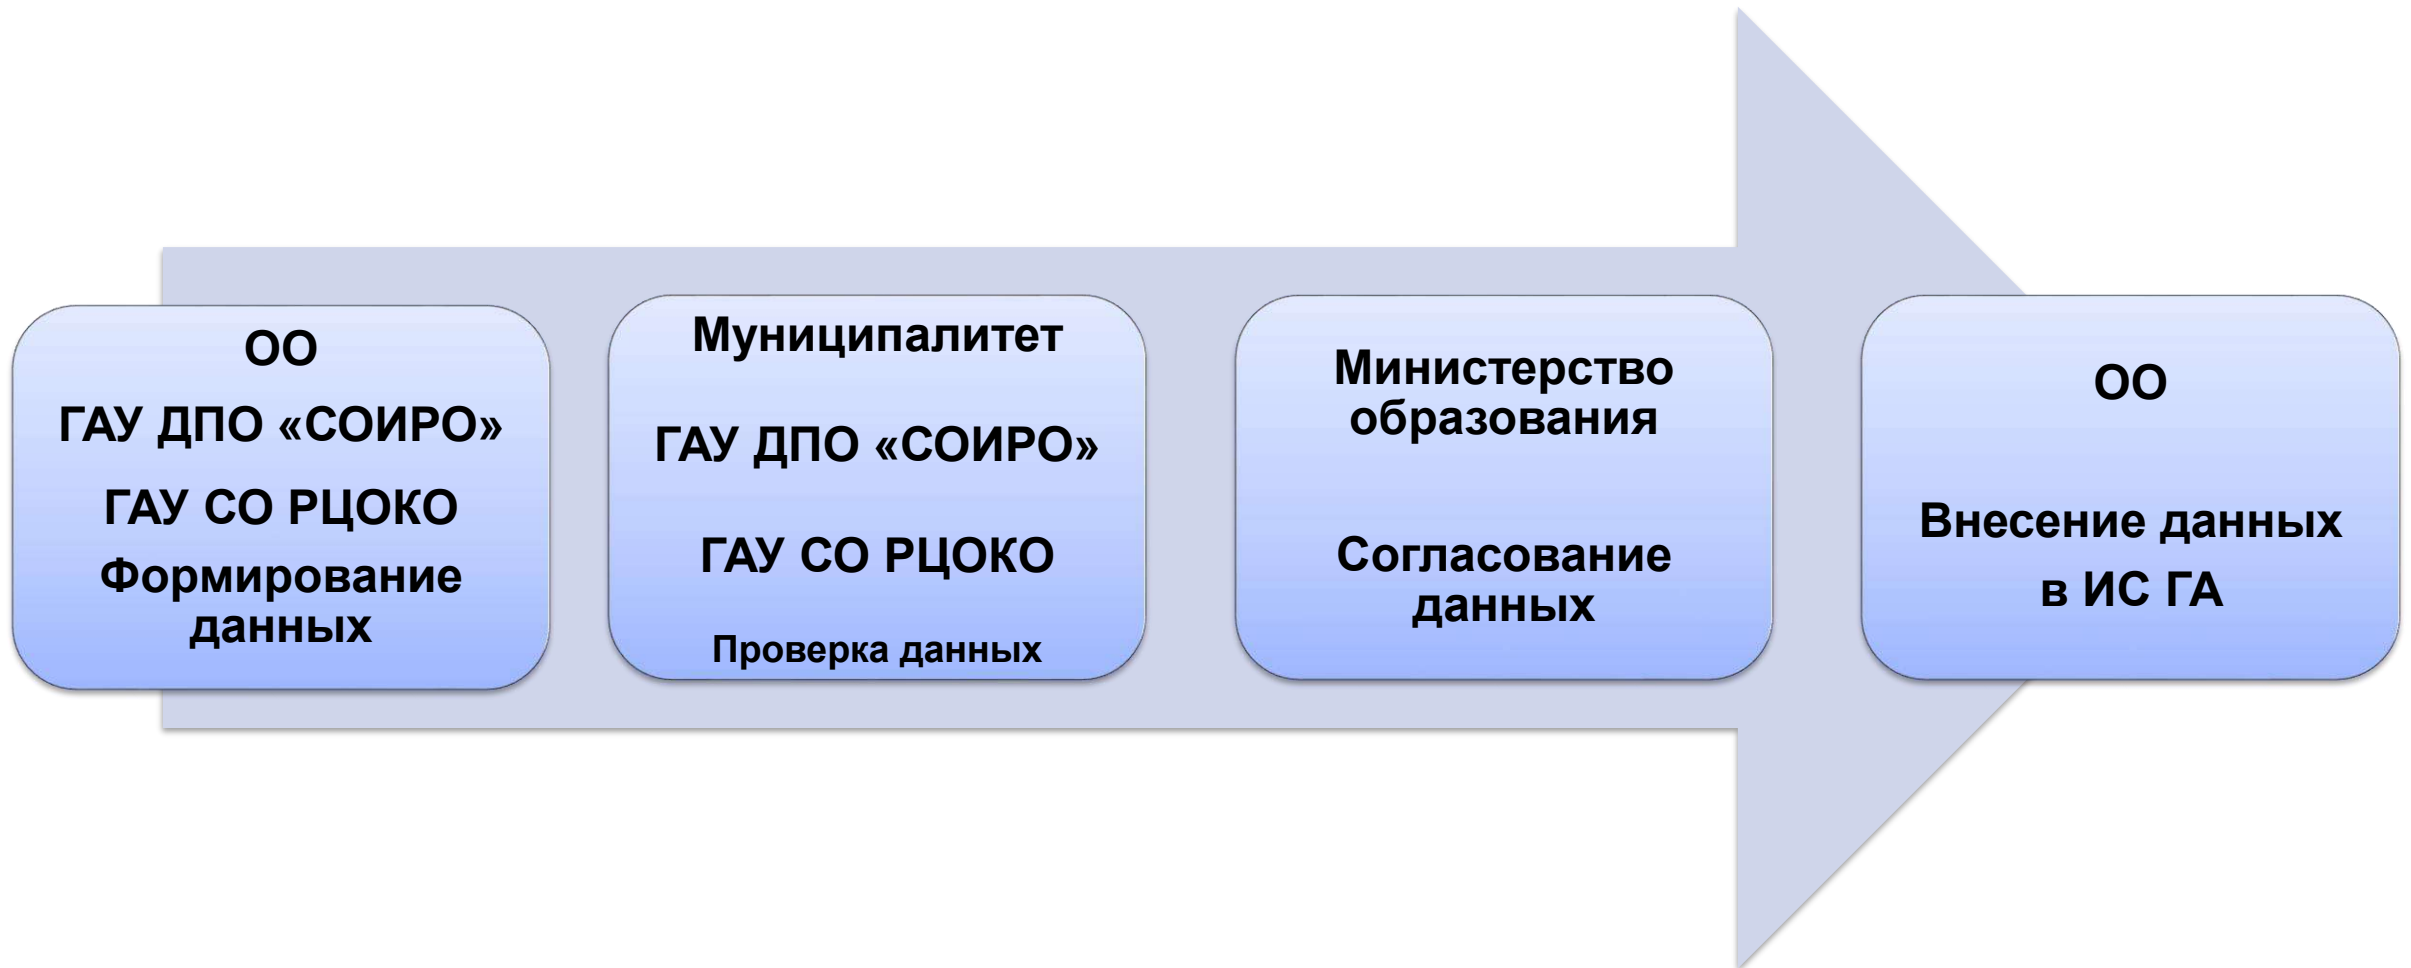 ОО
ГАУ ДПО «СОИРО»
ГАУ СО РЦОКО
Формирование
данных
Муниципалитет
ГАУ ДПО «СОИРО»
ГАУ СО РЦОКО
Проверка данных
Министерство
образования
Согласование
данных
ОО
Внесение данных
в ИС ГА